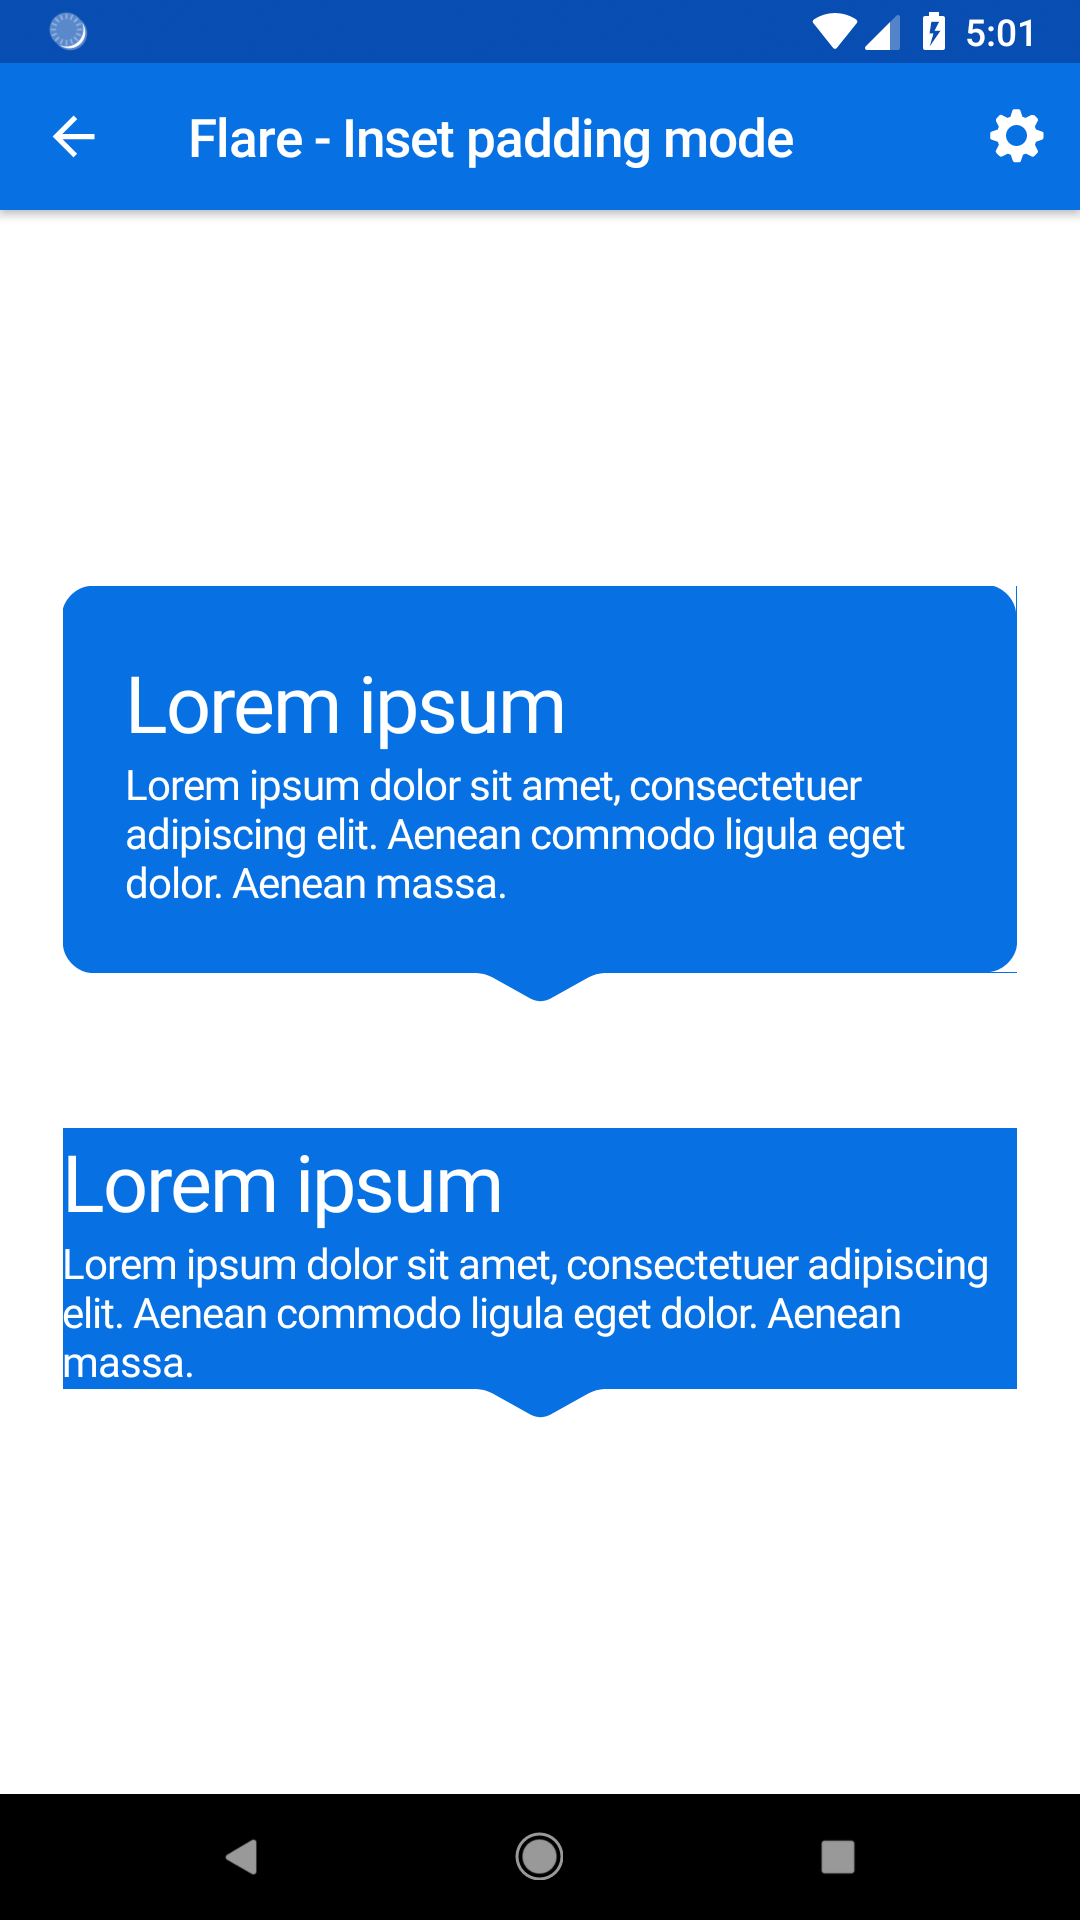 5:01
Flare - Inset padding mode
Lorem ipsum
Lorem ipsum dolor sit amet, consectetuer
adipiscing elit. Aenean commodo ligula eget
dolor. Aenean massa.
Lorem ipsum
Lorem ipsum dolor sit amet, consectetuer adipiscing
elit. Aenean commodo ligula eget dolor. Aenean
massa.